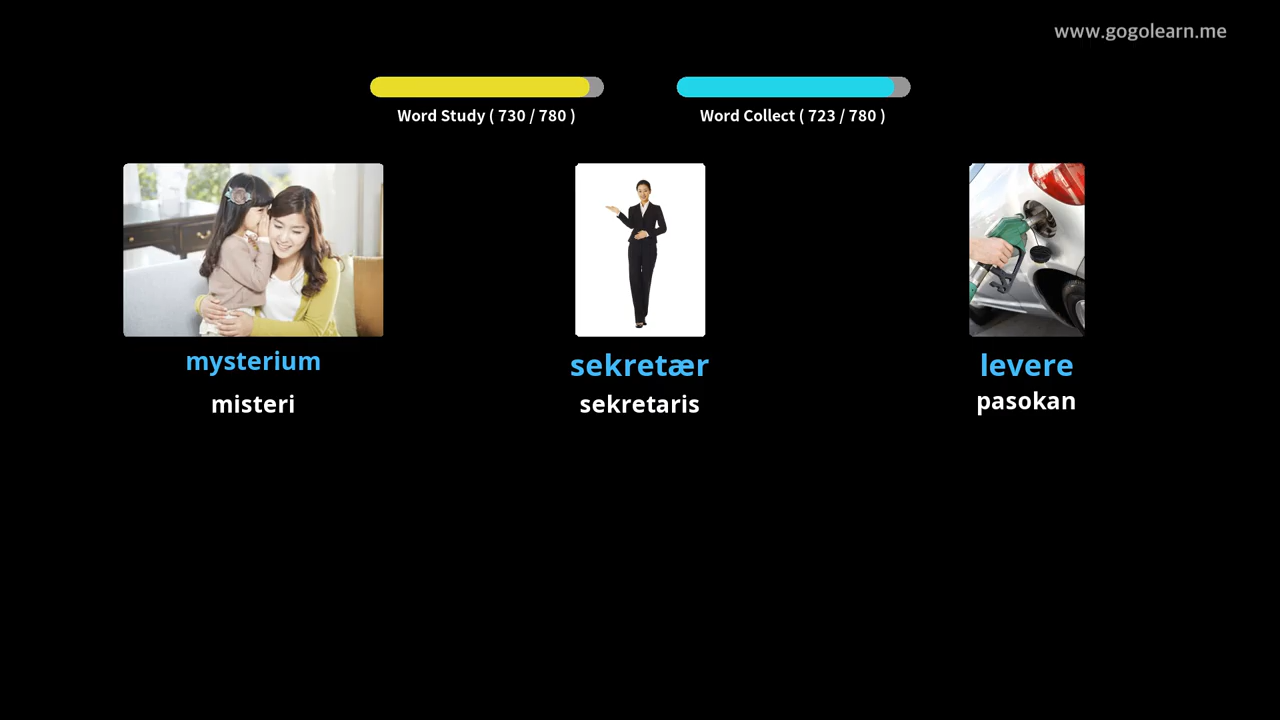 www.gogolearn.me
Word Study ( 730 / 780 )
Word Collect ( 723 / 780 )
mysterium
misteri
sekretær
sekretaris
levere
pasokan